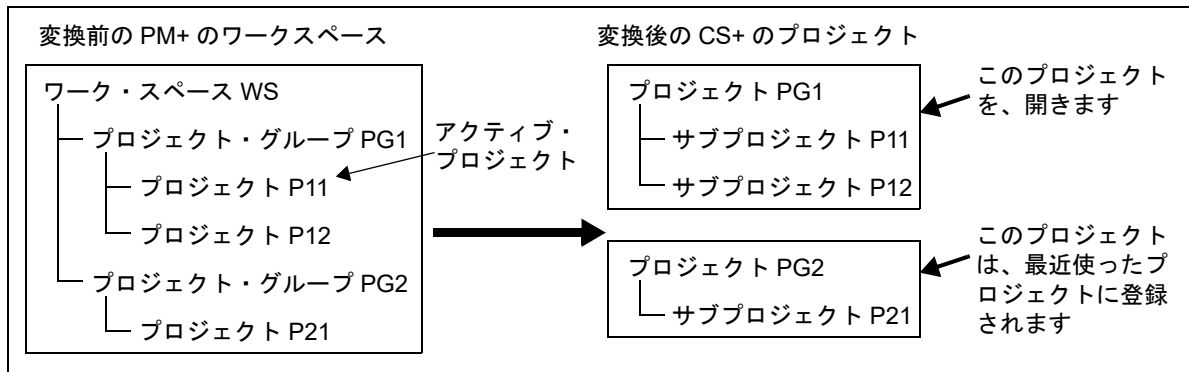 変換前の PM+ のワークスペース
ワーク・スペース WS
プロジェクト・グループ PG1
プロジェクト P11
プロジェクト P12
プロジェクト・グループ PG2
プロジェクト P21
アクティブ・
プロジェクト
変換後の CS+ のプロジェクト
プロジェクト PG1
サブプロジェクト P11
サブプロジェクト P12
このプロジェクト
を、開きます
プロジェクト PG2
サブプロジェクト P21
このプロジェクト
は、最近使ったプ
ロジェクトに登録
されます